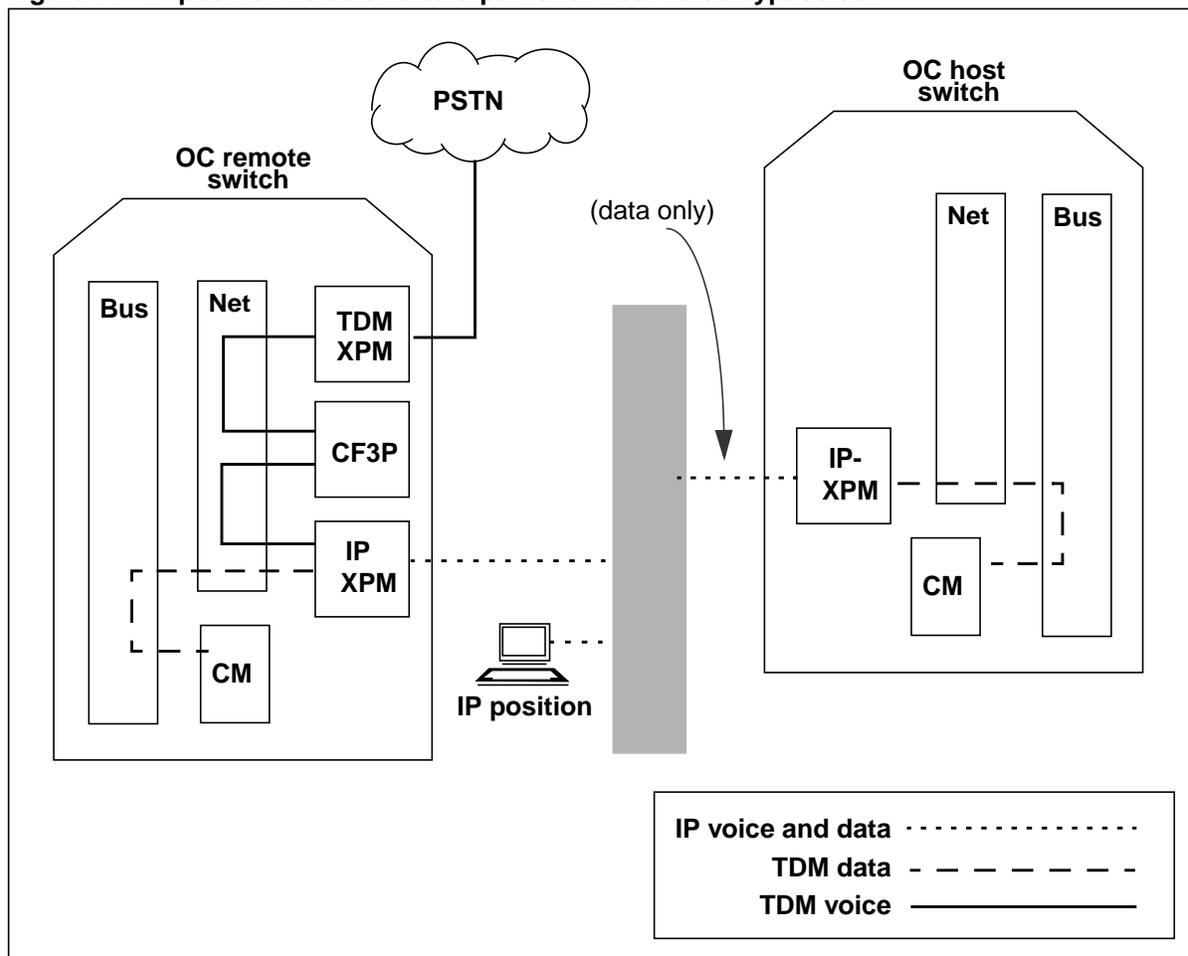 PSTN
OC host
switch
OC remote
switch
(data only)
Net
Bus
Bus
Net
TDM
XPM
CF3P
IP-
XPM
IP
XPM
CM
CM
IP position
IP voice and data
TDM data
TDM voice